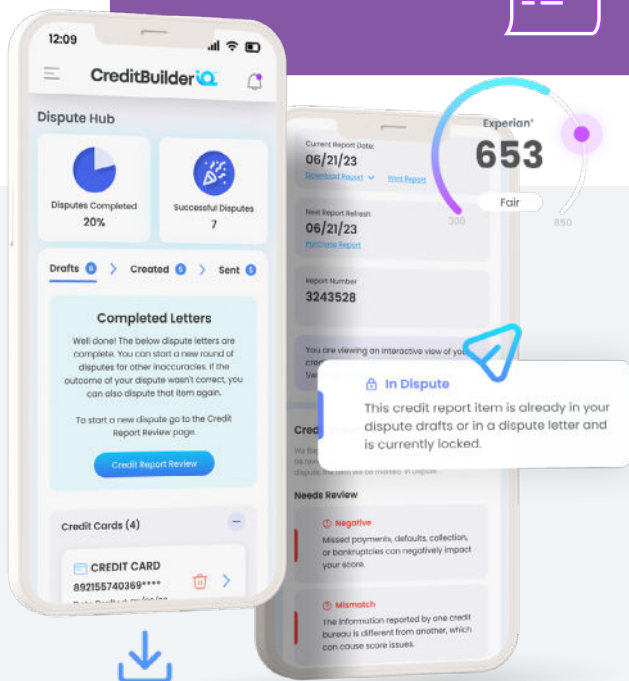 12:09
CreditBuilder IQ
Dispute Hub
Disputes Completed
20%
Successful Disputes
7
Drafts
Created
Sent
Completed Letters
Well done! The below dispute letters are
complete. You can start a new round of
disputes for other inaccuracies. If the
outcome of your dispute wasn't correct, you
can also dispute that item again.
To start a new dispute go to the Credit
Report Review page.
Credit Report Review
Credit Cards (4)
CREDIT CARD
892155740369****
Current Report Date:
06/21/23
Download Report
Print Report
Next Report Refresh
06/21/23
Purchase Report
Report Number
3243528
You are viewing an interactive view of
Needs Review
Negative
Missed payments, defaults, collection,
or bankruptcies can negatively impact
your score.
Mismatch
The information reported by one credit
bureau is different from another, which
can cause score issues.
Experian®
653
Fair
300
850
In Dispute
This credit report item is already in your
dispute drafts or in a dispute letter and
is currently locked.